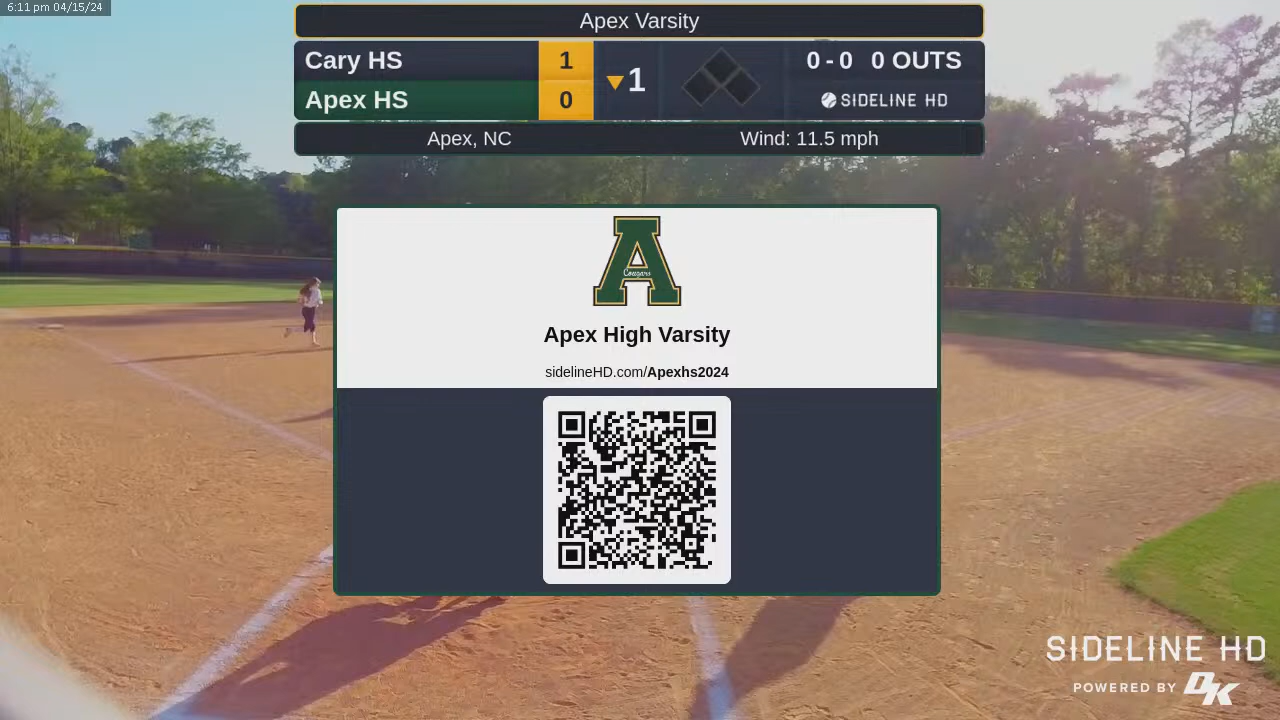 6:11 pm 04/15/24
Apex Varsity
Cary HS 1
Apex HS 0
▼1
0 - 0 0 OUTS
SIDELINE HD
Apex, NC Wind: 11.5 mph
A
Cougars
Apex High Varsity
sidelineHD.com/Apexhs2024
SIDELINE HD
POWERED BY DK